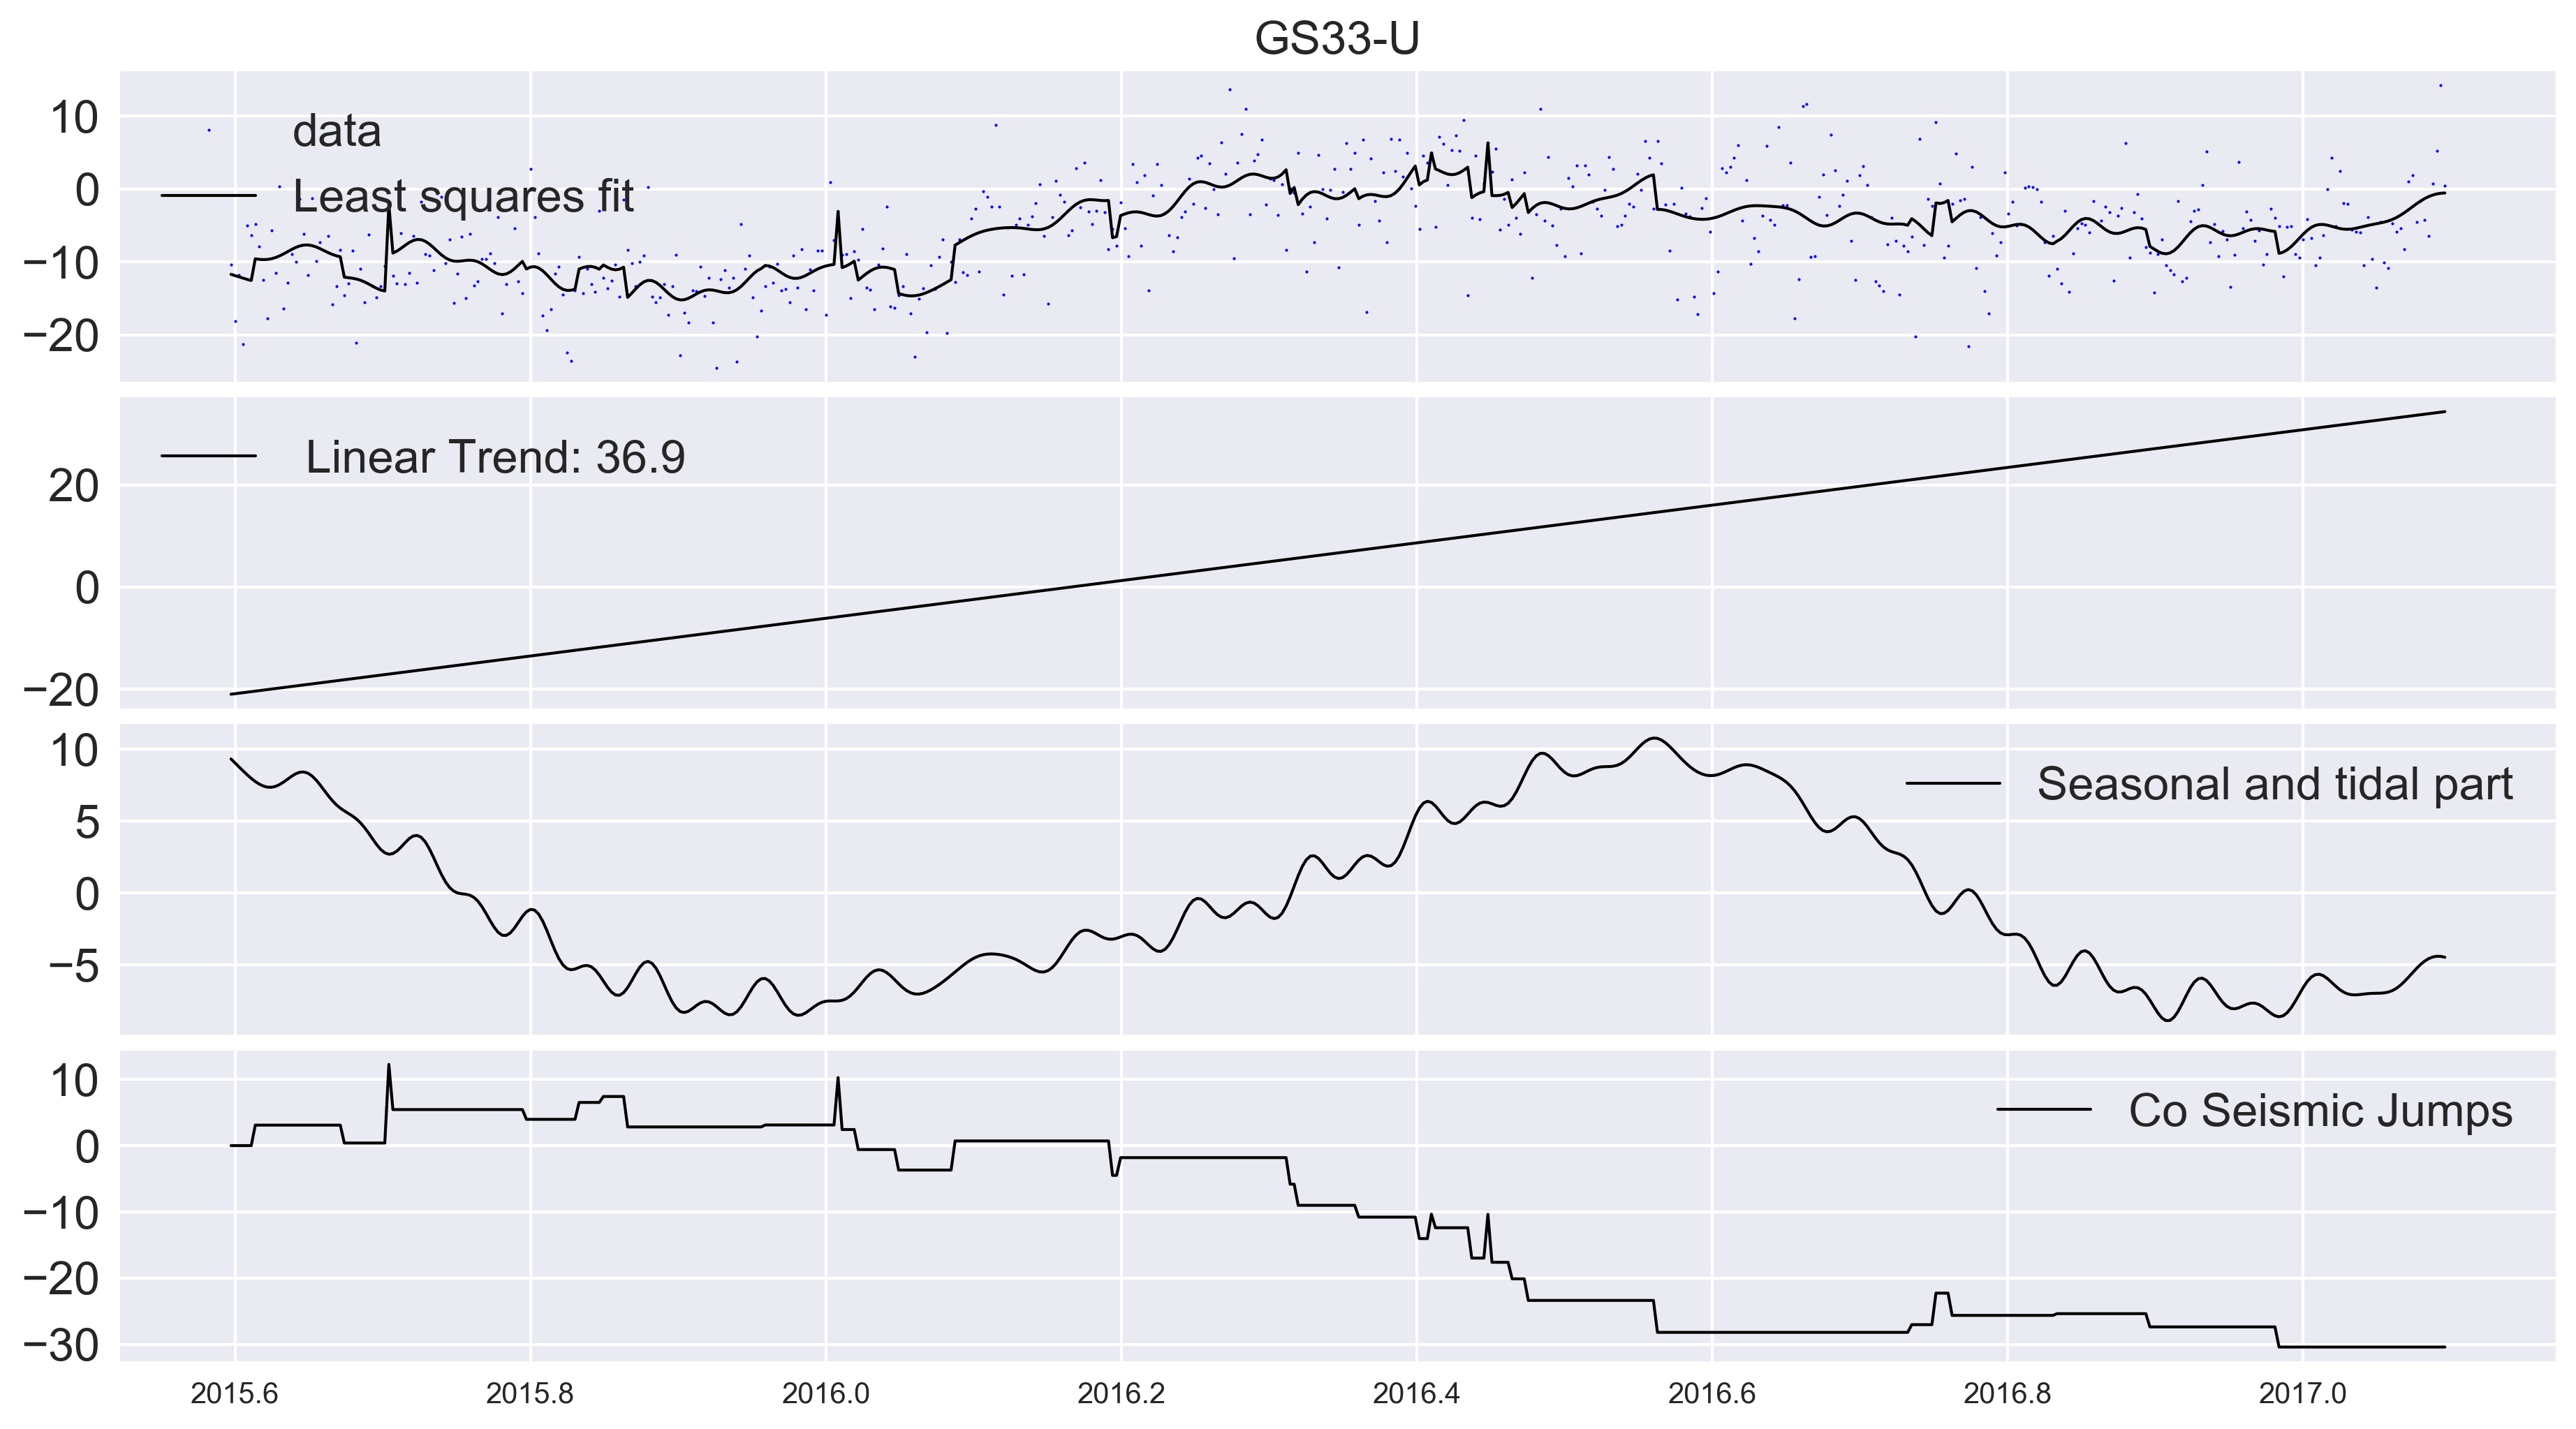 GS33-U
10
0
−10
−20
data
Least squares fit
20
0
−20
Linear Trend: 36.9
10
5
0
−5
Seasonal and tidal part
10
0
−10
−20
−30
Co Seismic Jumps
2015.6 2015.8 2016.0 2016.2 2016.4 2016.6 2016.8 2017.0